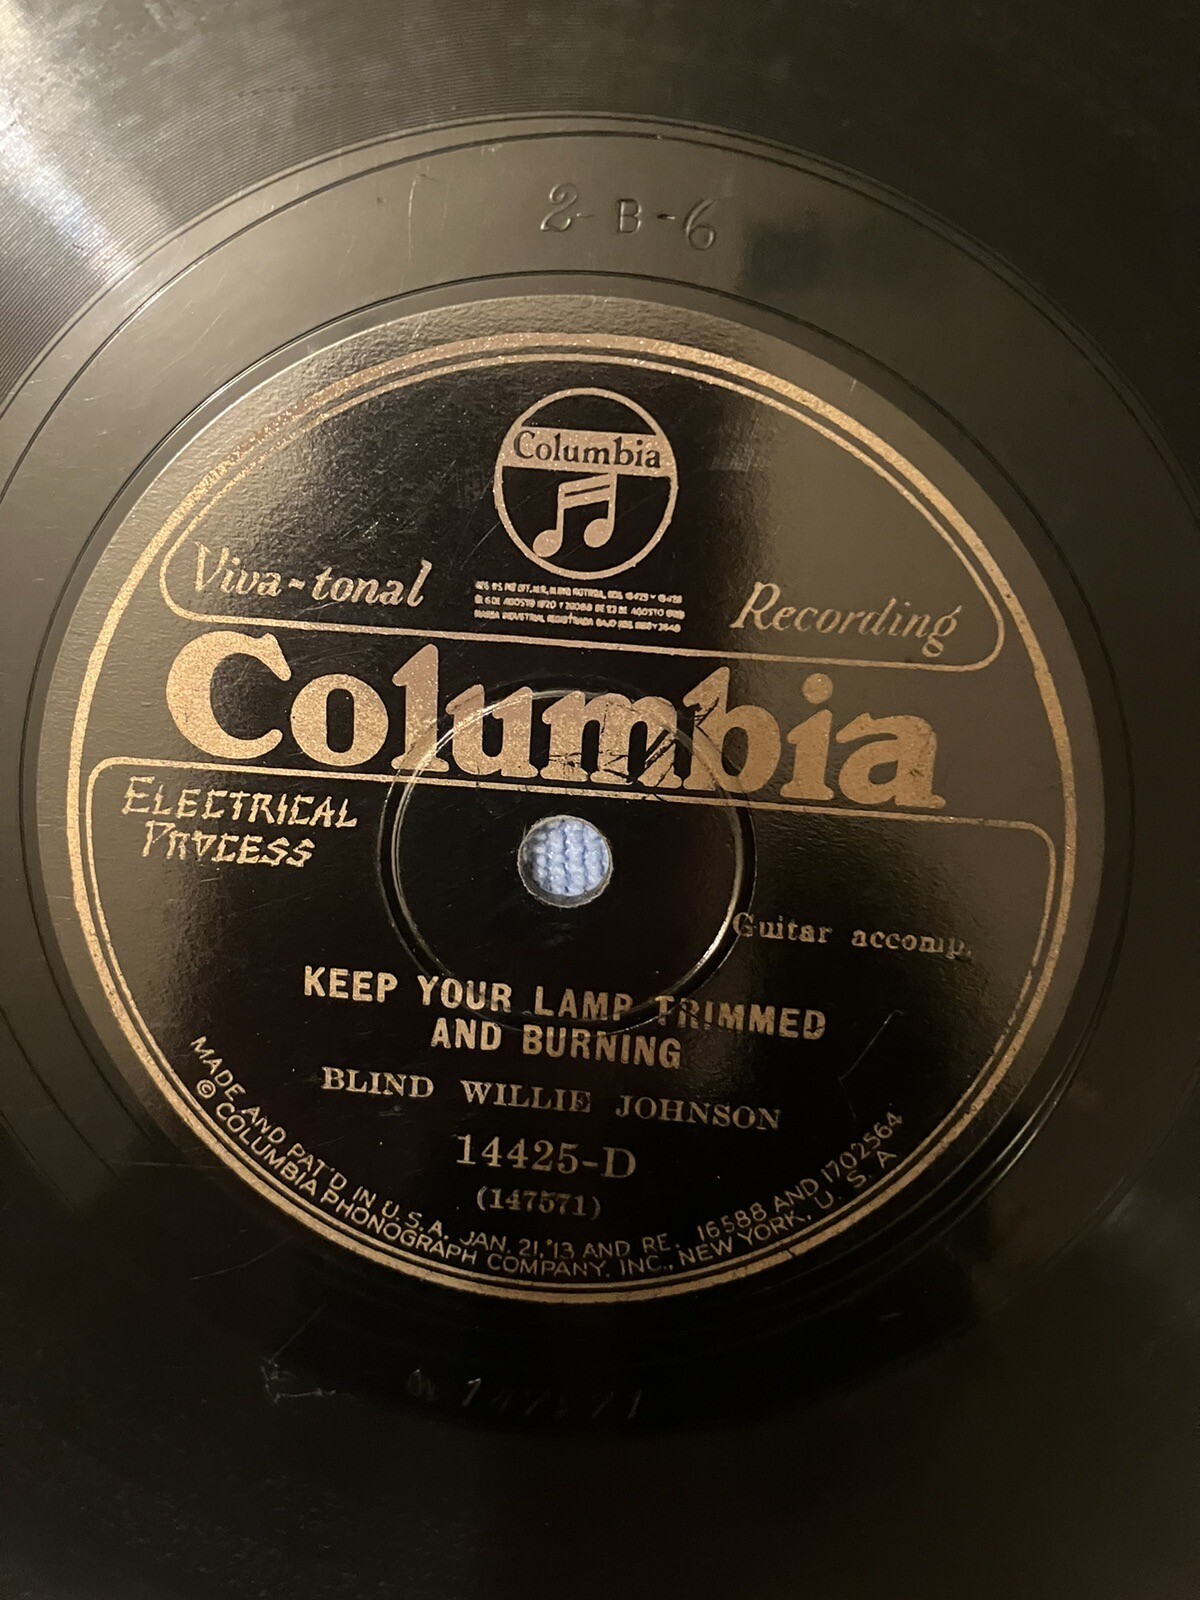 2-B-6
Columbia
Viva-tonal
Recording
Columbia
ELECTRICAL
PROCESS
Guitar accomp.
KEEP YOUR LAMP TRIMMED
AND BURNING
BLIND WILLIE JOHNSON
14425-D
(147571)
MADE AND PAT'D IN U.S.A. JAN. 21, '13 AND RE. 16588 AND 1702564
© COLUMBIA PHONOGRAPH COMPANY, INC., NEW YORK, U. S. A